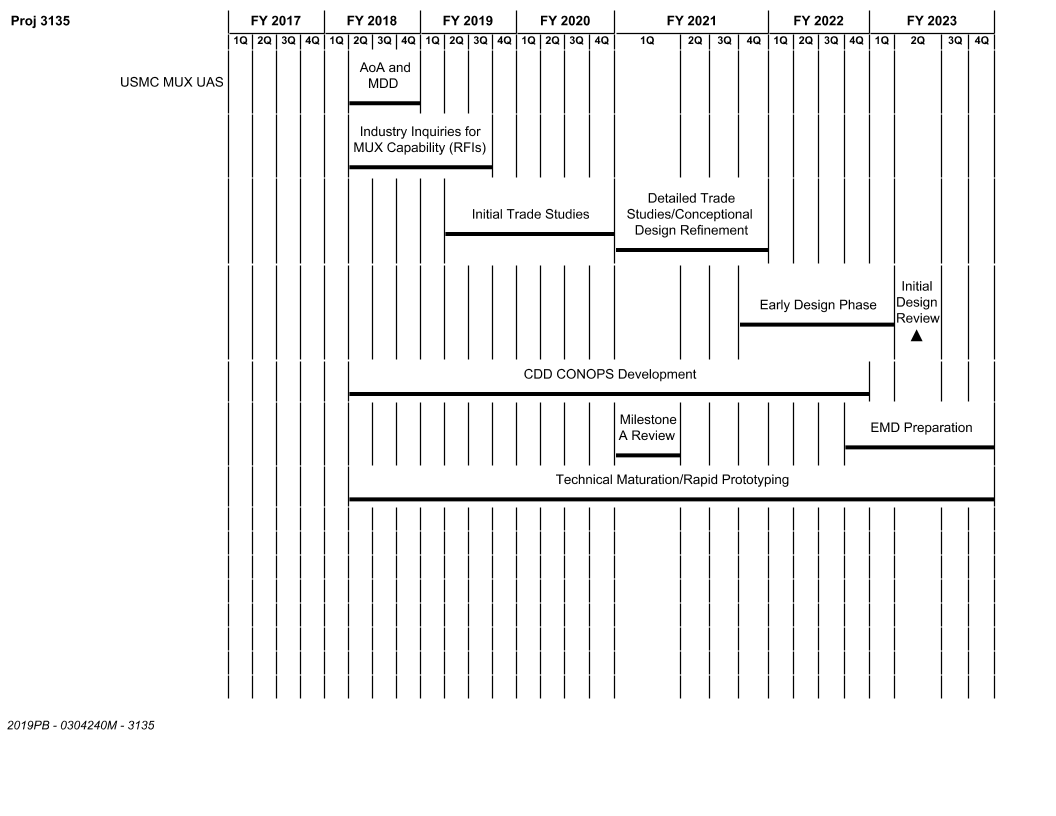 Proj 3135
FY 2017 FY 2018 FY 2019 FY 2020 FY 2021 FY 2022 FY 2023
1Q 2Q 3Q 4Q 1Q 2Q 3Q 4Q 1Q 2Q 3Q 4Q 1Q 2Q 3Q 4Q 1Q 2Q 3Q 4Q 1Q 2Q 3Q 4Q 1Q 2Q 3Q 4Q
USMC MUX UAS
AoA and
MDD
Industry Inquiries for
MUX Capability (RFIs)
Initial Trade Studies
Detailed Trade
Studies/Conceptional
Design Refinement
Early Design Phase
Initial
Design
Review
CDD CONOPS Development
Milestone
A Review
EMD Preparation
Technical Maturation/Rapid Prototyping
2019PB - 0304240M - 3135